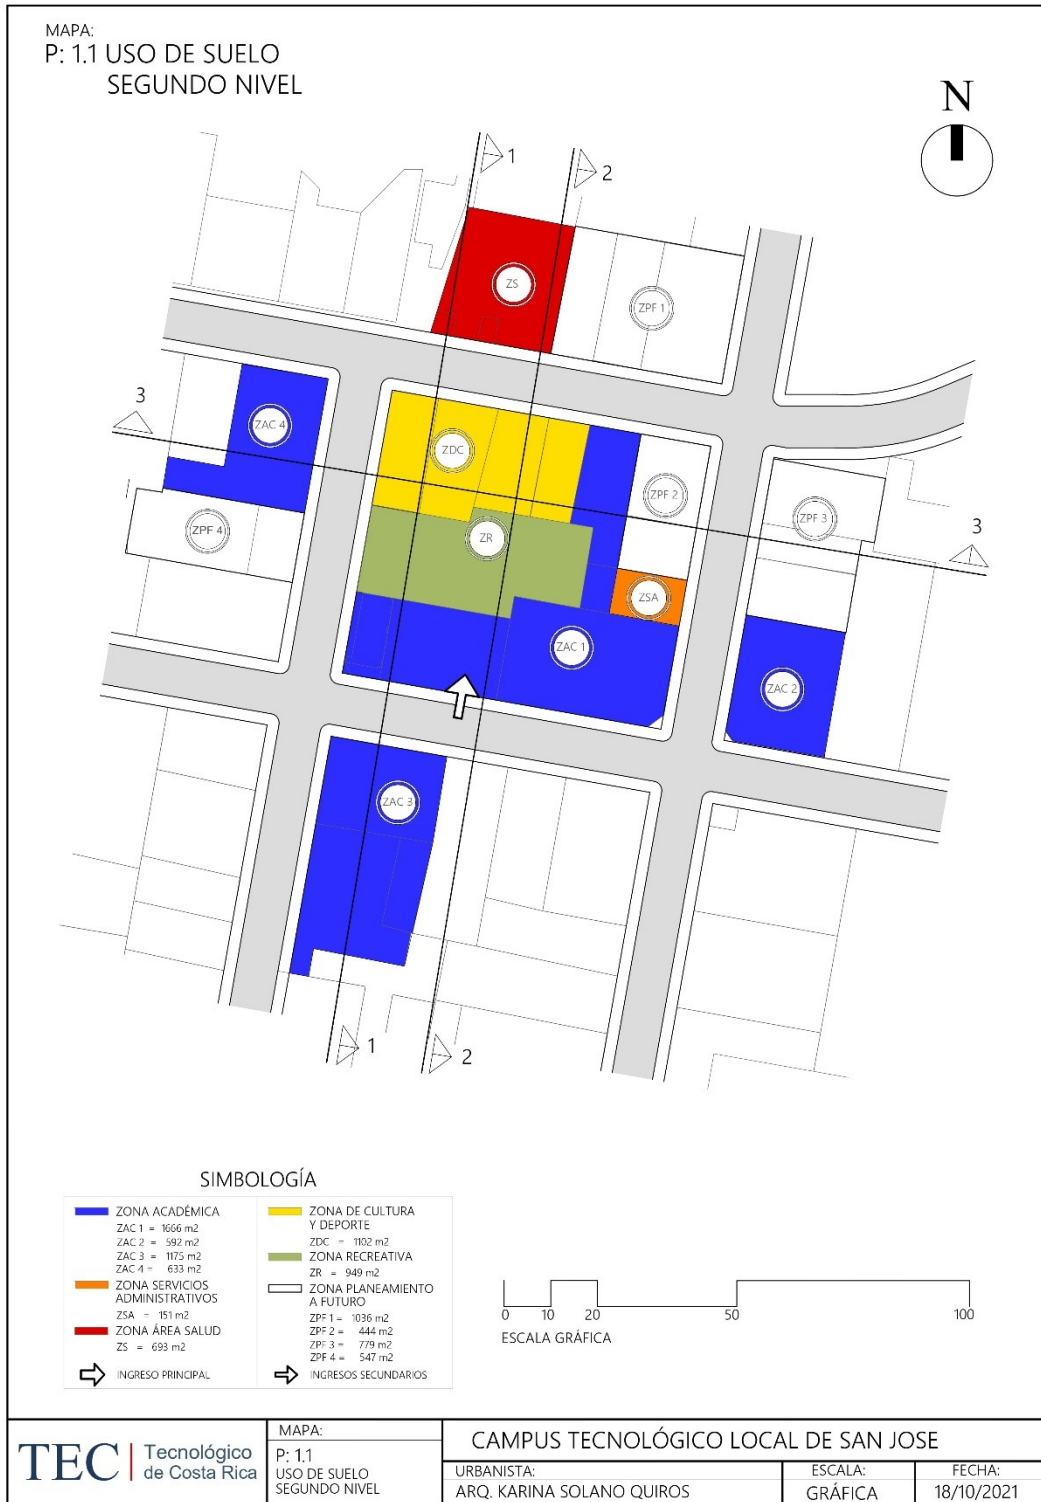 MAPA:
P: 1.1 USO DE SUELO
SEGUNDO NIVEL
N
1
2
ZS
ZPF 1
3
ZAC 4
ZDC
ZPF 2
ZPF 3
ZPF 4
ZR
3
ZSA
ZAC 1
ZAC 2
ZAC 3
1
2
SIMBOLOGÍA
ZONA ACADÉMICA
ZAC 1 = 1666 m2
ZAC 2 = 592 m2
ZAC 3 = 1175 m2
ZAC 4 = 633 m2
ZONA SERVICIOS
ADMINISTRATIVOS
ZSA = 151 m2
ZONA ÁREA SALUD
ZS = 693 m2
INGRESO PRINCIPAL
ZONA DE CULTURA
Y DEPORTE
ZDC = 1102 m2
ZONA RECREATIVA
ZR = 949 m2
ZONA PLANEAMIENTO
A FUTURO
ZPF 1 = 1036 m2
ZPF 2 = 444 m2
ZPF 3 = 779 m2
ZPF 4 = 547 m2
INGRESOS SECUNDARIOS
0 10 20 50 100
ESCALA GRÁFICA
TEC | Tecnológico
de Costa Rica
MAPA:
P: 1.1
USO DE SUELO
SEGUNDO NIVEL
CAMPUS TECNOLÓGICO LOCAL DE SAN JOSE
URBANISTA:
ARQ. KARINA SOLANO QUIROS
ESCALA:
GRÁFICA
FECHA:
18/10/2021